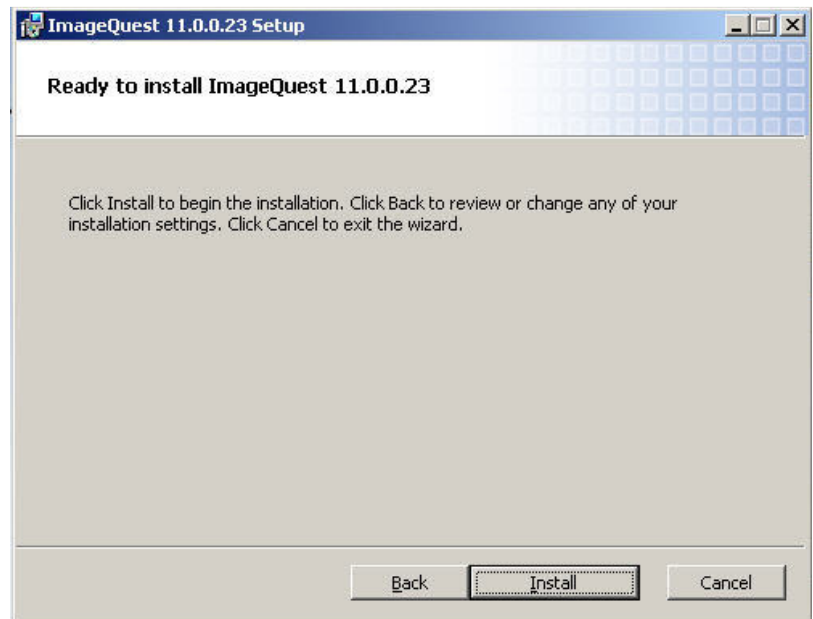 ImageQuest 11.0.0.23 Setup
Ready to install ImageQuest 11.0.0.23
Click Install to begin the installation. Click Back to review or change any of your
installation settings. Click Cancel to exit the wizard.
Back Install Cancel